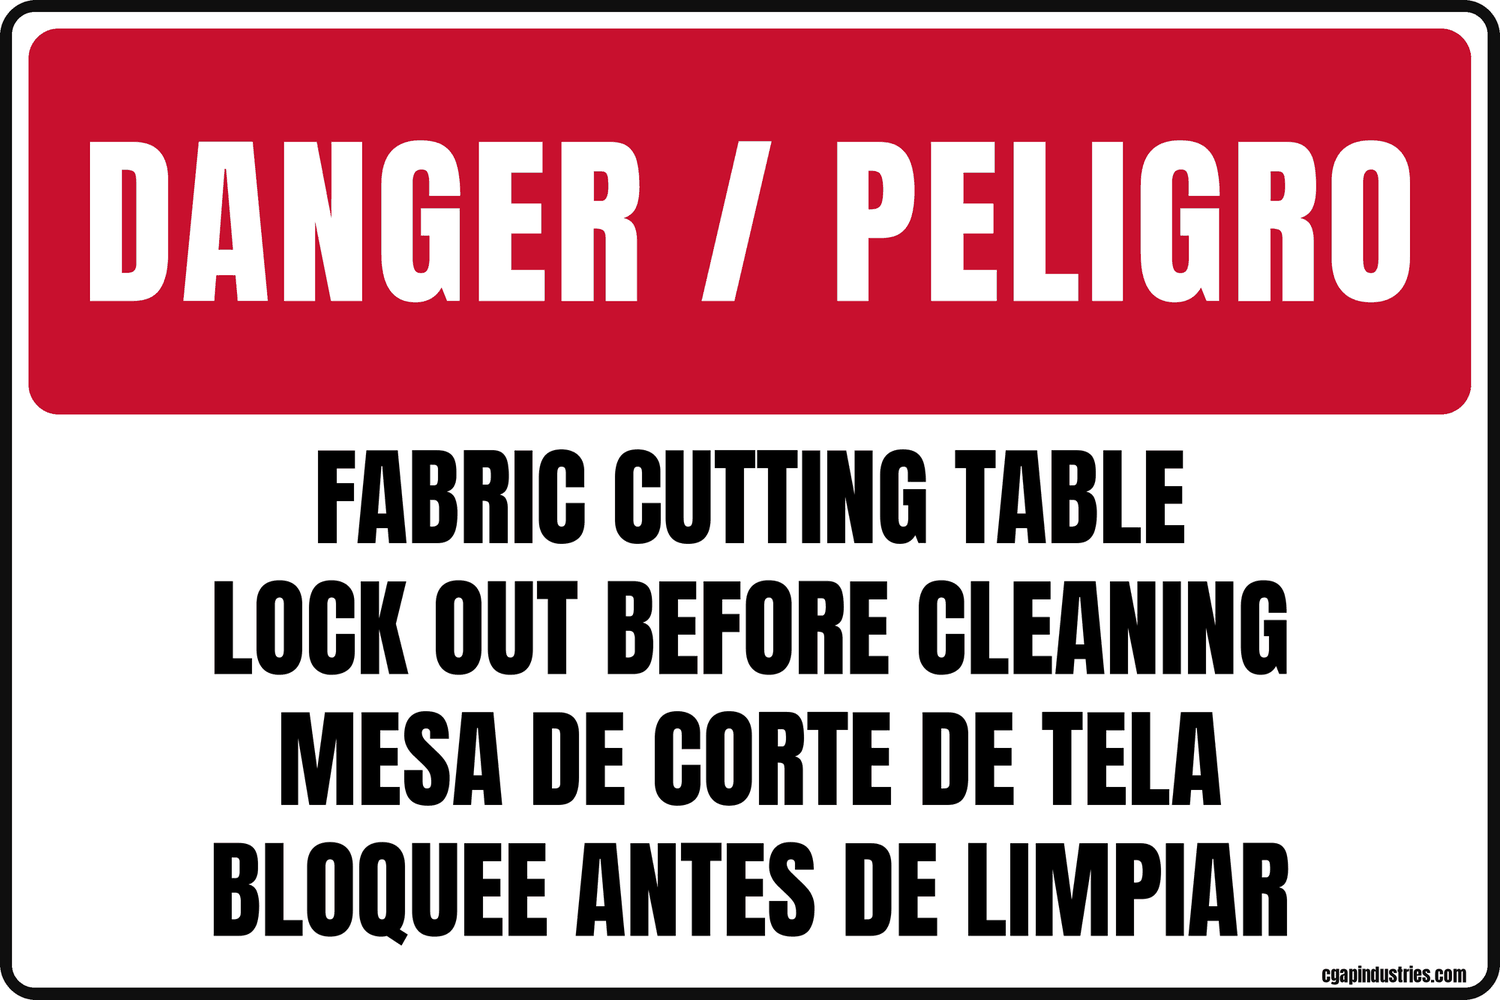 DANGER / PELIGRO
FABRIC CUTTING TABLE
LOCK OUT BEFORE CLEANING
MESA DE CORTE DE TELA
BLOQUEE ANTES DE LIMPIAR
cgapindustries.com